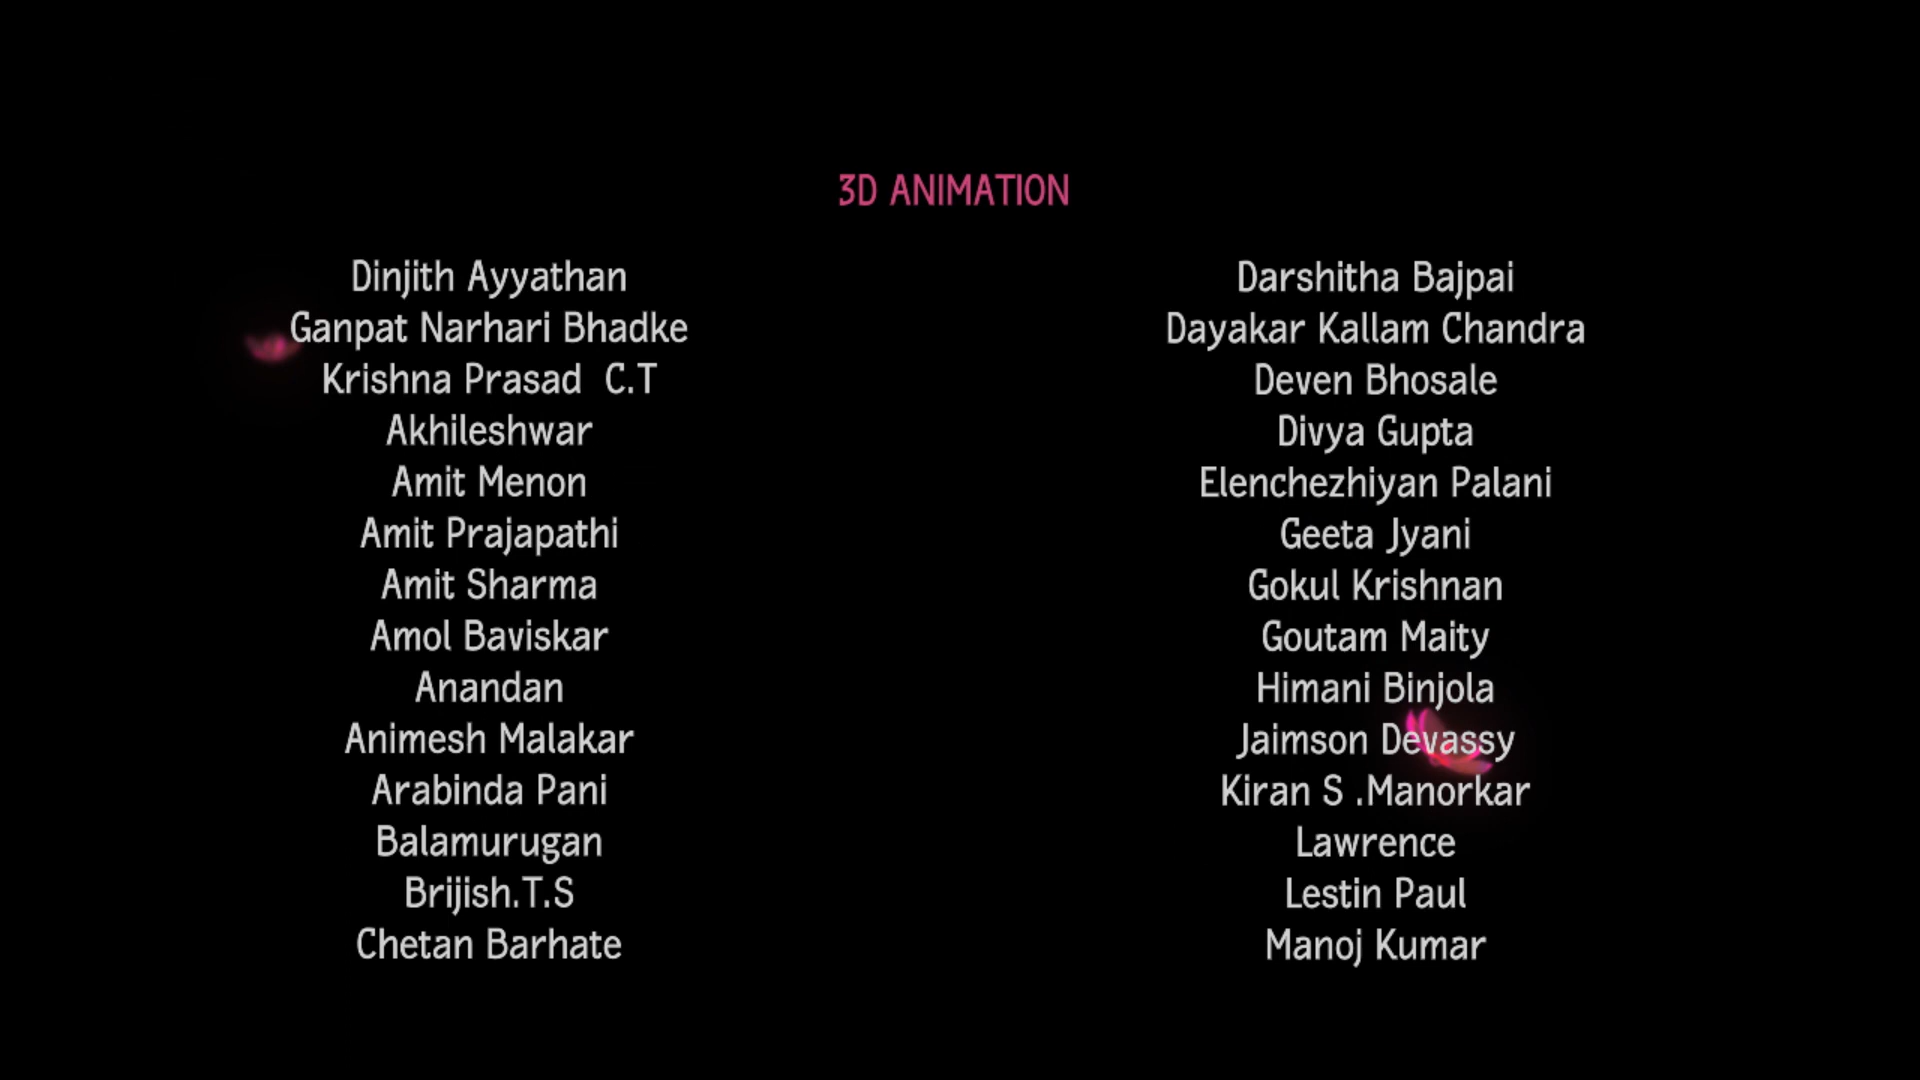 3D ANIMATION
Dinjith Ayyathan
Ganpat Narhari Bhadke
Krishna Prasad  C.T
Akhileshwar
Amit Menon
Amit Prajapathi
Amit Sharma
Amol Baviskar
Anandan
Animesh Malakar
Arabinda Pani
Balamurugan
Brijish.T.S
Chetan Barhate
Darshitha Bajpai
Dayakar Kallam Chandra
Deven Bhosale
Divya Gupta
Elenchezhiyan Palani
Geeta Jyani
Gokul Krishnan
Goutam Maity
Himani Binjola
Jaimson Devassy
Kiran S .Manorkar
Lawrence
Lestin Paul
Manoj Kumar